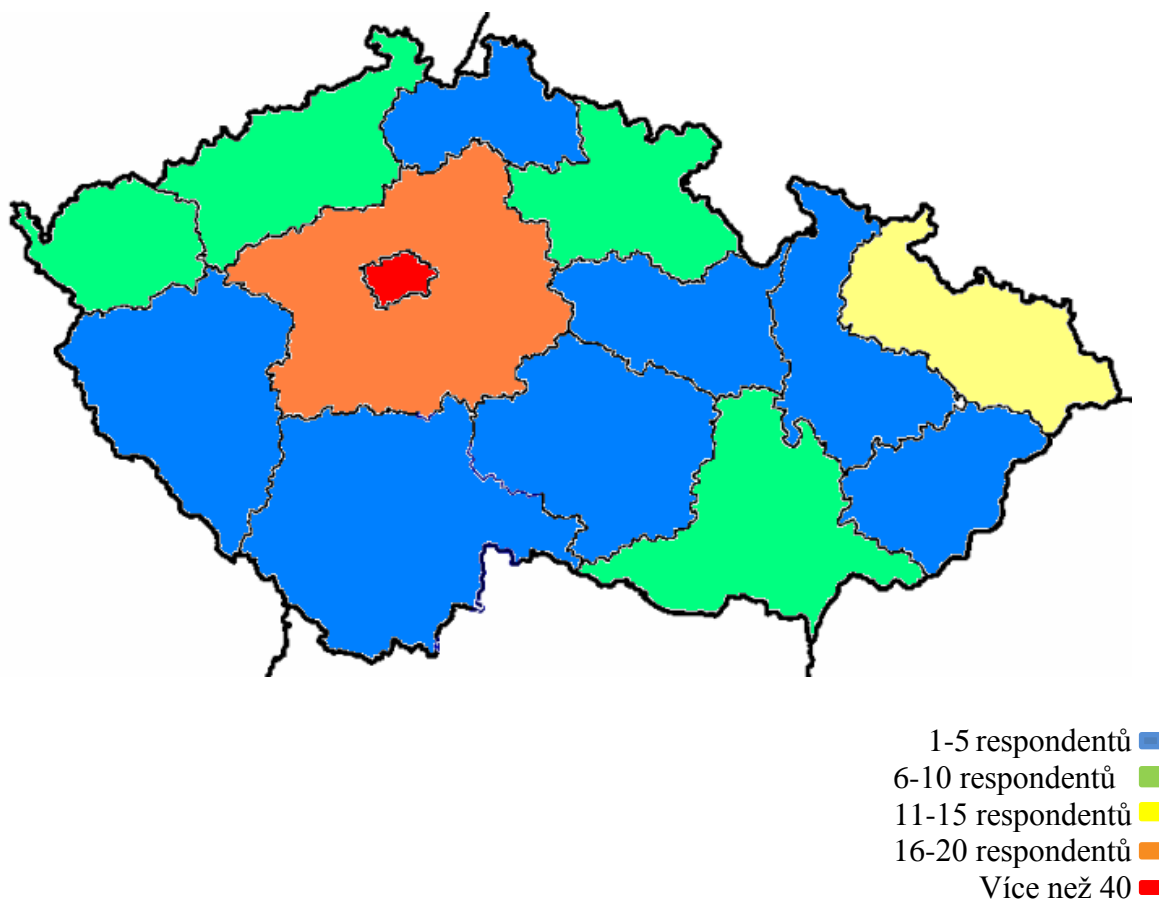 1-5 respondentů
6-10 respondentů
11-15 respondentů
16-20 respondentů
Více než 40